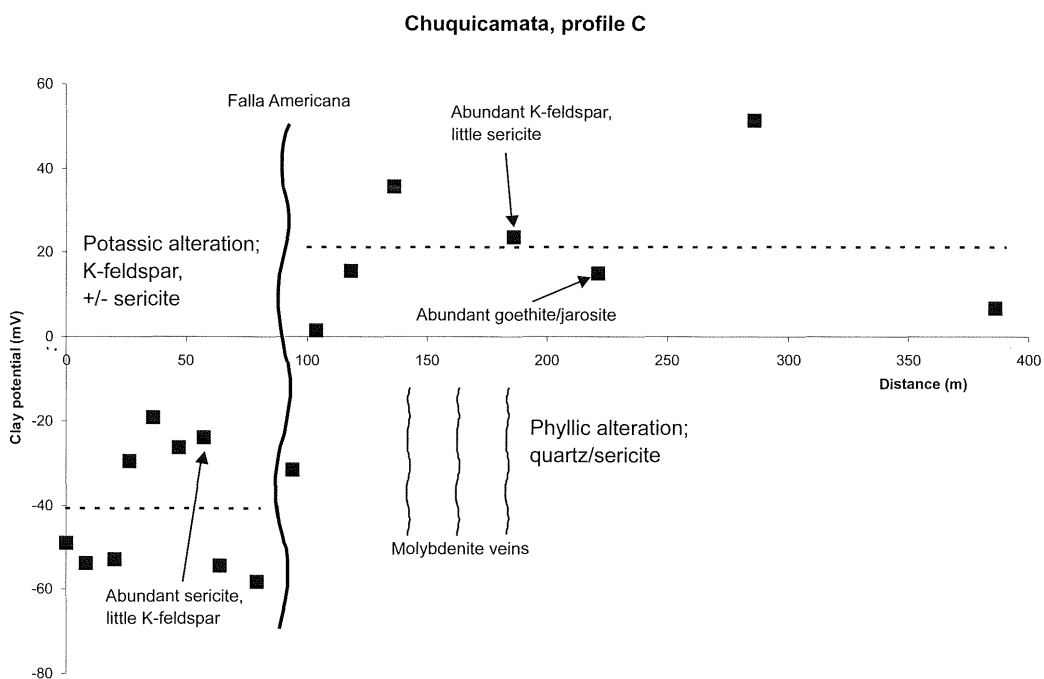 Chuquicamata, profile C
60
Falla Americana
Abundant K-feldspar,
little sericite
40
Potassic alteration;
K-feldspar,
+/- sericite
20
Abundant goethite/jarosite
0
0
50
100
150
200
250
300
350
400
Distance (m)
Clay potential (mV)
-20
Phyllic alteration;
quartz/sericite
-40
Molybdenite veins
-60
Abundant sericite,
little K-feldspar
-80